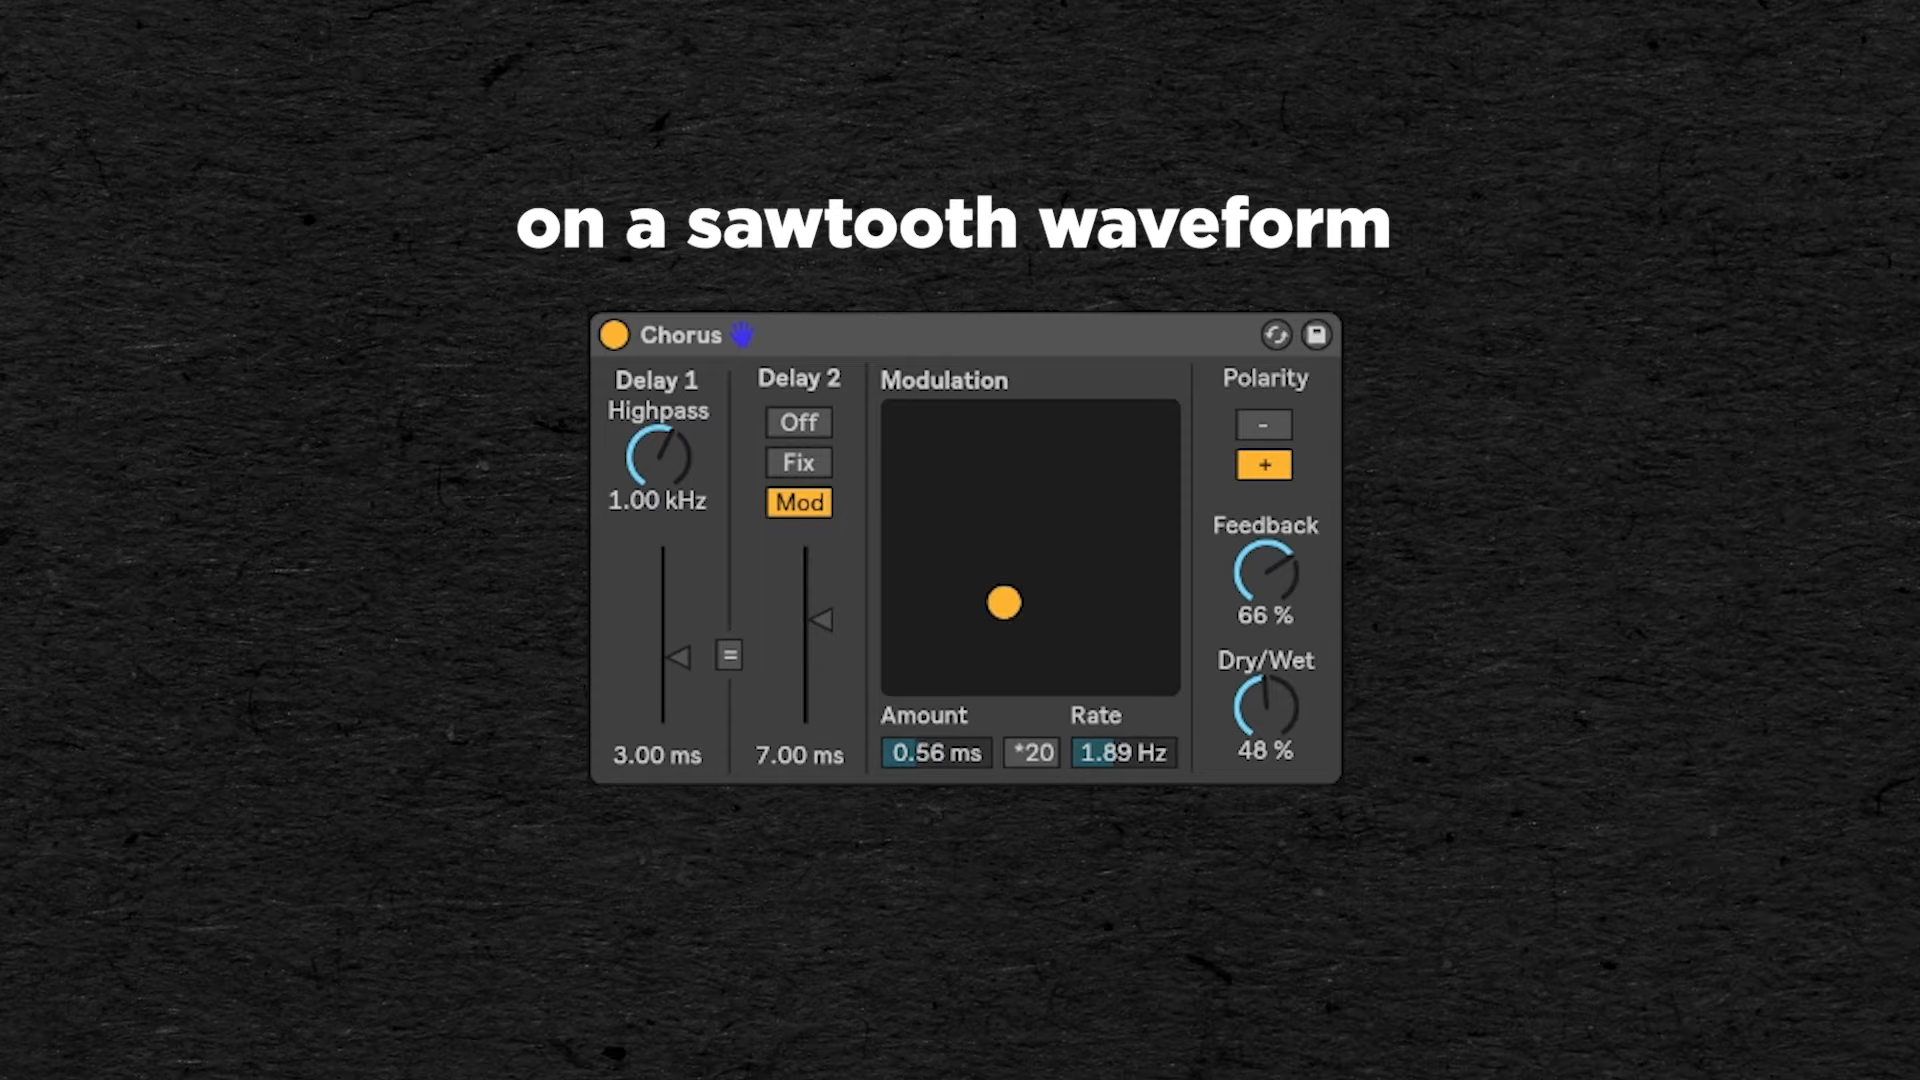 on a sawtooth waveform
Chorus
Delay 1
Highpass
1.00 kHz
3.00 ms
=
Delay 2
Off
Fix
Mod
7.00 ms
Modulation
Amount
0.56 ms
*20
Rate
1.89 Hz
Polarity
-
+
Feedback
66 %
Dry/Wet
48 %